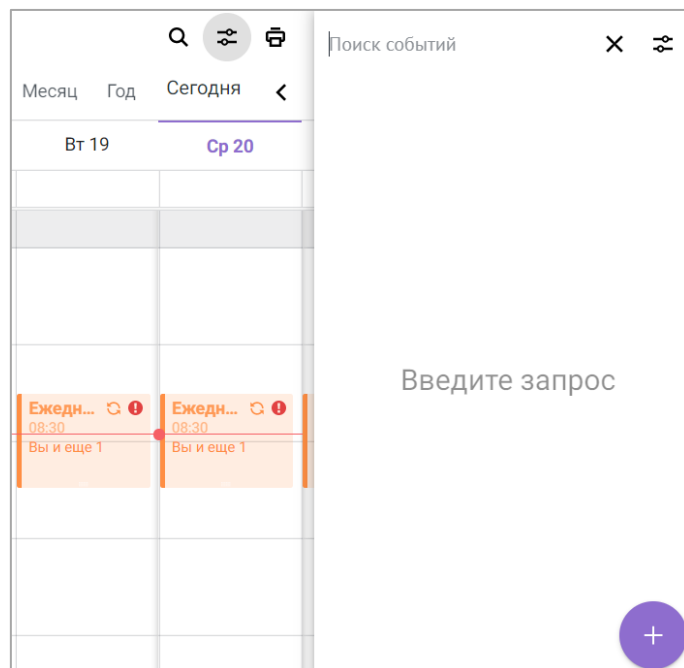 Поиск событий
Месяц Год Сегодня
Вт 19 Ср 20
Введите запрос
Ежедн... Ежедн...
08:30 08:30
Вы и еще 1 Вы и еще 1